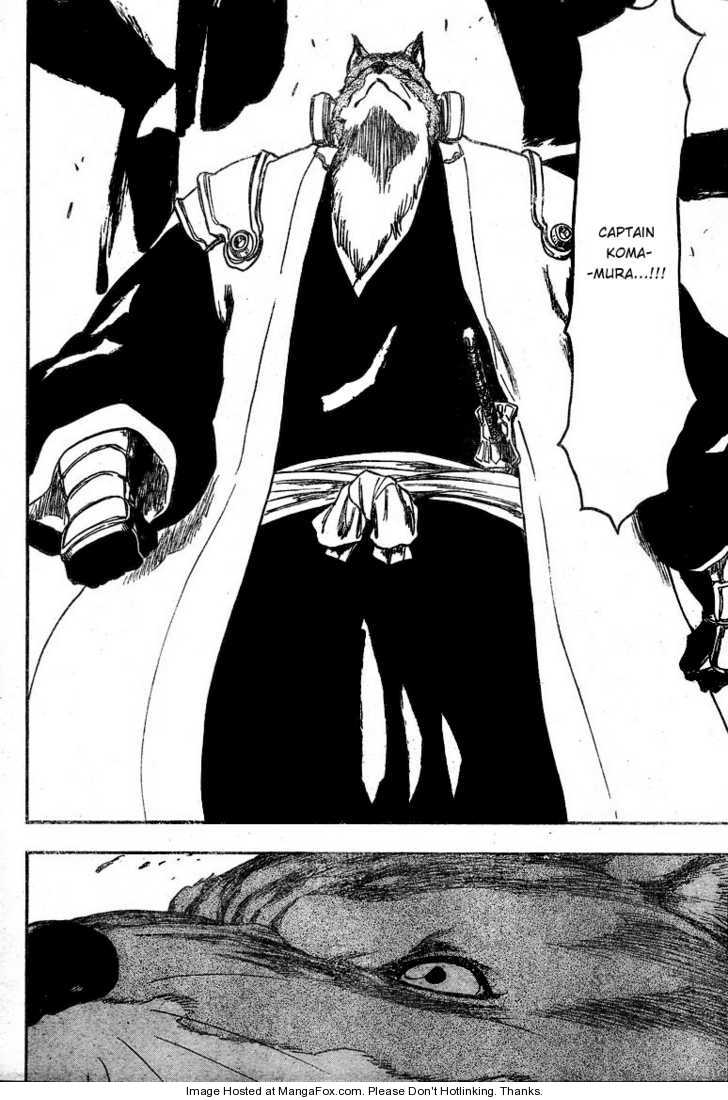 CAPTAIN
KOMA-
-MURA...!!!
Image Hosted at MangaFox.com. Please Don't Hotlinking. Thanks.